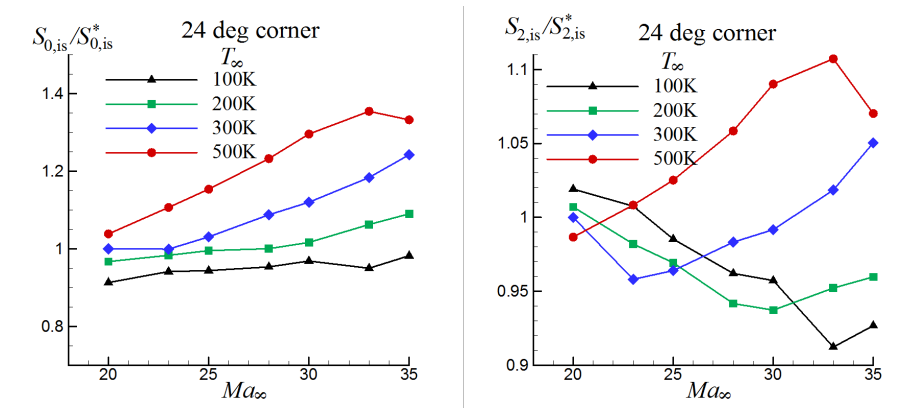 S0,is/S*0,is
24 deg corner
T∞
100K
200K
300K
500K
1.4
1.2
1
0.8
20 25 30 35
Ma∞
S2,is/S*2,is
24 deg corner
T∞
100K
200K
300K
500K
1.1
1.05
1
0.95
0.9
20 25 30 35
Ma∞